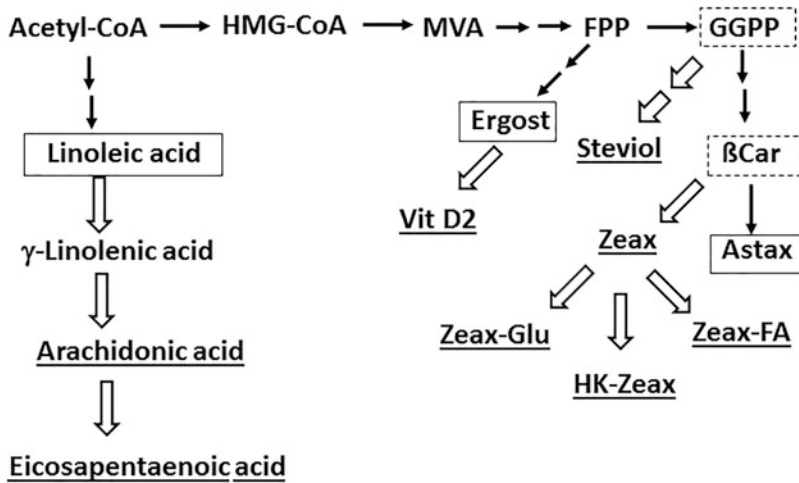 Acetyl-CoA HMG-CoA MVA FPP GGPP
Ergost
Steviol
Linoleic acid
ßCar
Vit D2
Zeax
γ-Linolenic acid
Astax
Zeax-Glu
Zeax-FA
Arachidonic acid
HK-Zeax
Eicosapentaenoic acid